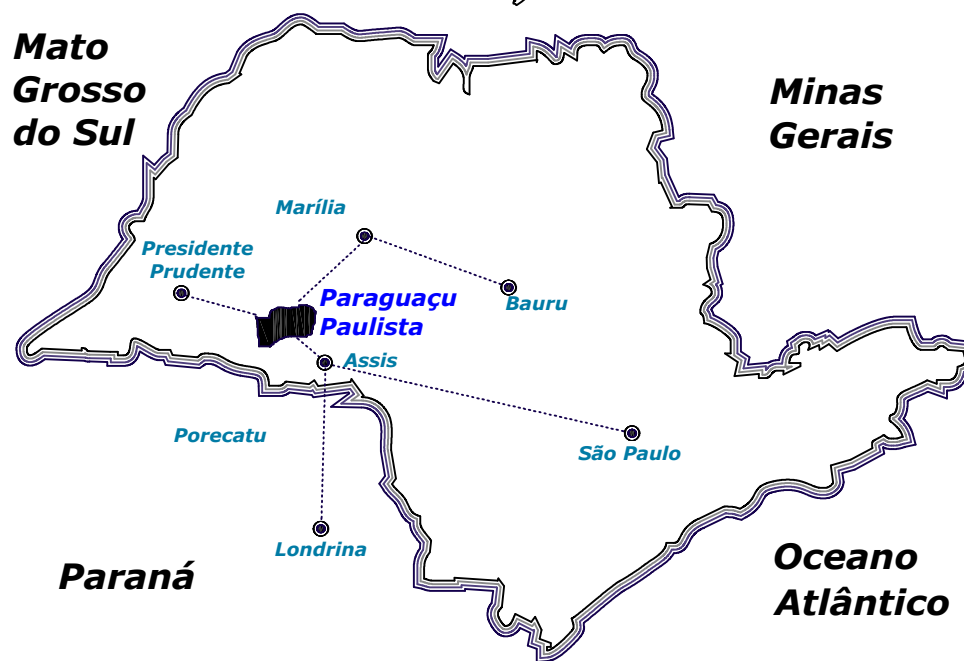 Mato
Grosso
do Sul
Minas
Gerais
Marília
Presidente
Prudente
Bauru
Paraguaçu
Paulista
Assis
Porecatu
São Paulo
Londrina
Paraná
Oceano
Atlântico